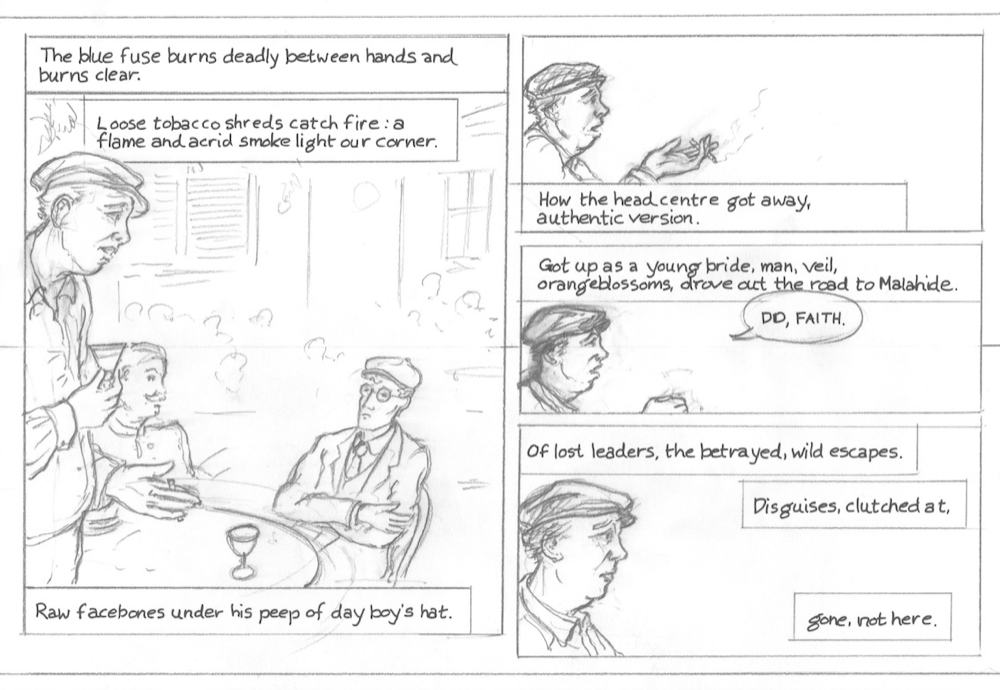 The blue fuse burns deadly between hands and
burns clear.
Loose tobacco shreds catch fire: a
flame and acrid smoke light our corner.
Raw facebones under his peep of day boy's hat.
How the head centre got away,
authentic version.
Got up as a young bride, man, veil,
orangeblossoms, drove out the road to Malahide.
DD, FAITH.
Of lost leaders, the betrayed, wild escapes.
Disguises, clutched at,
gone, not here.